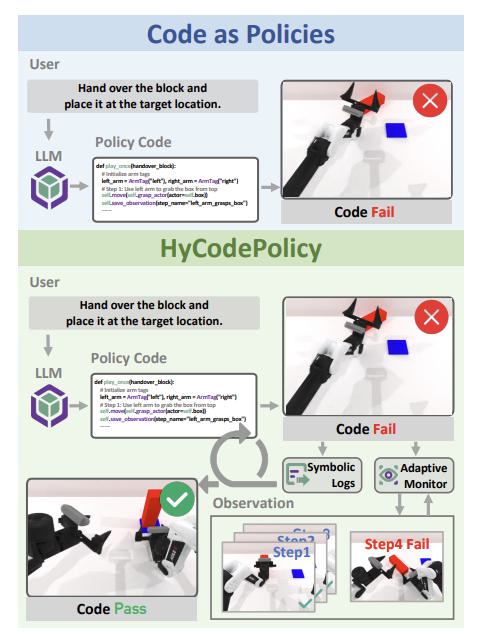 Code as Policies
User
Hand over the block and
place it at the target location.
LLM
Policy Code
def play_once(handover_block):
# Initialize arm tags
left_arm = ArmTag("left"), right_arm = ArmTag("right")
# Step 1: Use left arm to grab the box from top
self.move(self.grasp_actor(actor=self.box))
self.save_observation(step_name="left_arm_grasps_box")
......
Code Fail
HyCodePolicy
User
Hand over the block and
place it at the target location.
LLM
Policy Code
def play_once(handover_block):
# Initialize arm tags
left_arm = ArmTag("left"), right_arm = ArmTag("right")
# Step 1: Use left arm to grab the box from top
self.move(self.grasp_actor(actor=self.box))
self.save_observation(step_name="left_arm_grasps_box")
......
Code Fail
Symbolic
Logs
Adaptive
Monitor
Observation
Step3
Step2
Step1
Step4 Fail
Code Pass